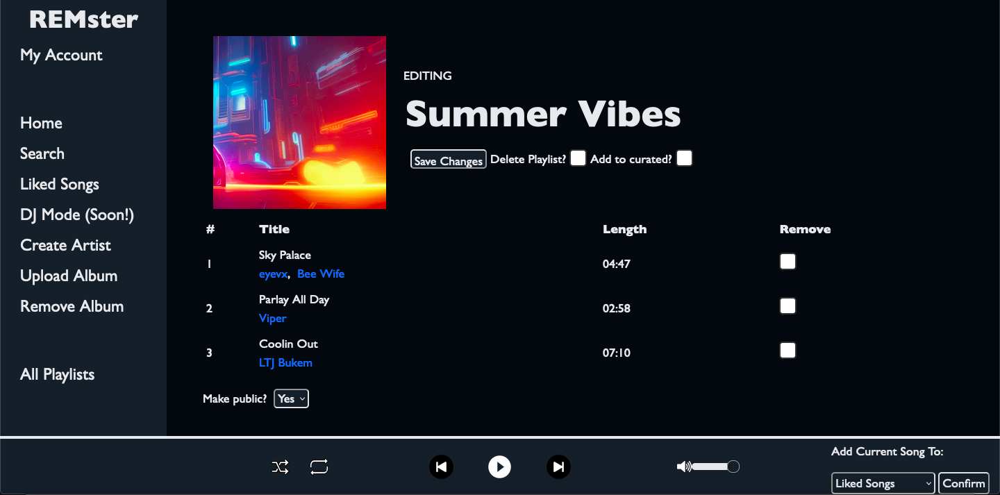 REMster
My Account
Home
Search
Liked Songs
DJ Mode (Soon!)
Create Artist
Upload Album
Remove Album
All Playlists
EDITING
Summer Vibes
Save Changes Delete Playlist? Add to curated?
# Title Length Remove
1 Sky Palace 04:47
eyevx, Bee Wife
2 Parlay All Day 02:58
Viper
3 Coolin Out 07:10
LTJ Bukem
Make public? Yes
Add Current Song To:
Liked Songs Confirm